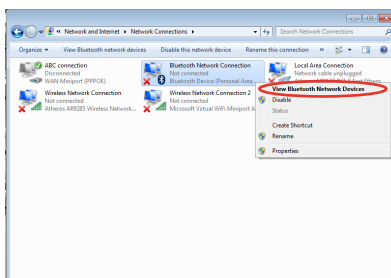 « Network and Internet ▸ Network Connections ▸
Search Network Connections
Organize ▾ View Bluetooth network devices Disable this network device Rename this connection »
ABC connection
Disconnected
WAN Miniport (PPPOE)
Bluetooth Network Connection
Not connected
Bluetooth Device (Personal Area...
Local Area Connection
Network cable unplugged
Wireless Network Connection
Not connected
Atheros AR9285 Wireless Network...
Wireless Network Connection 2
Not connected
Microsoft Virtual WiFi Miniport A
View Bluetooth Network Devices
Disable
Status
Create Shortcut
Rename
Properties